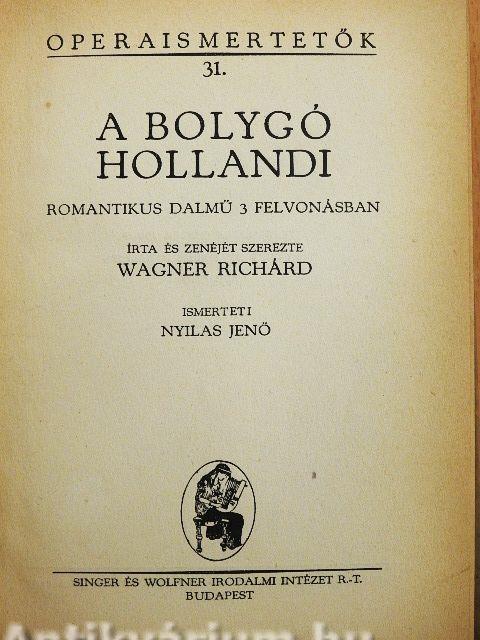 OPERAISMERTETŐK
31.
A BOLYGÓ
HOLLANDI
ROMANTIKUS DALMŰ 3 FELVONÁSBAN
ÍRTA ÉS ZENÉJÉT SZEREZTE
WAGNER RICHÁRD
ISMERTETI
NYILAS JENŐ
SINGER ÉS WOLFNER IRODALMI INTÉZET R.-T.
BUDAPEST
Antikvárium.hu